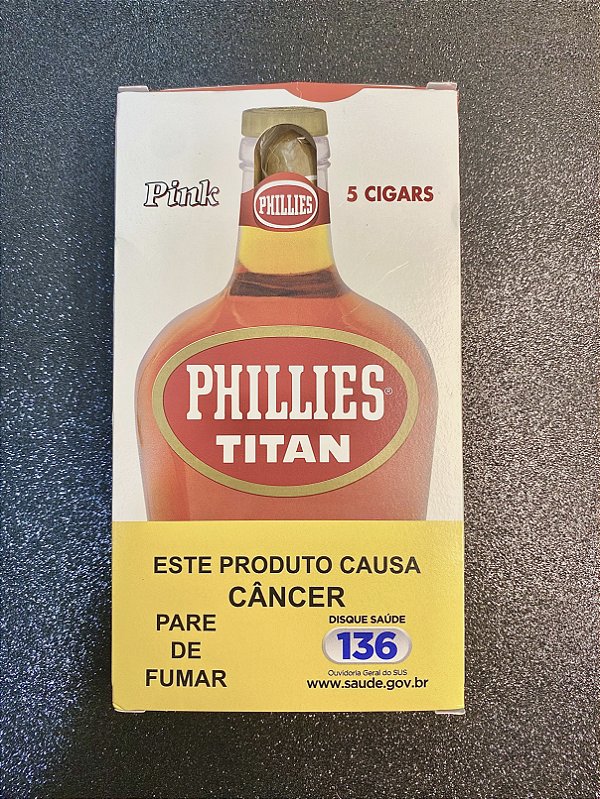 Pink
PHILLIES
5 CIGARS
PHILLIES®
TITAN
ESTE PRODUTO CAUSA
CÂNCER
PARE
DE
FUMAR
DISQUE SAÚDE
136
Ouvidoria Geral do SUS
www.saude.gov.br